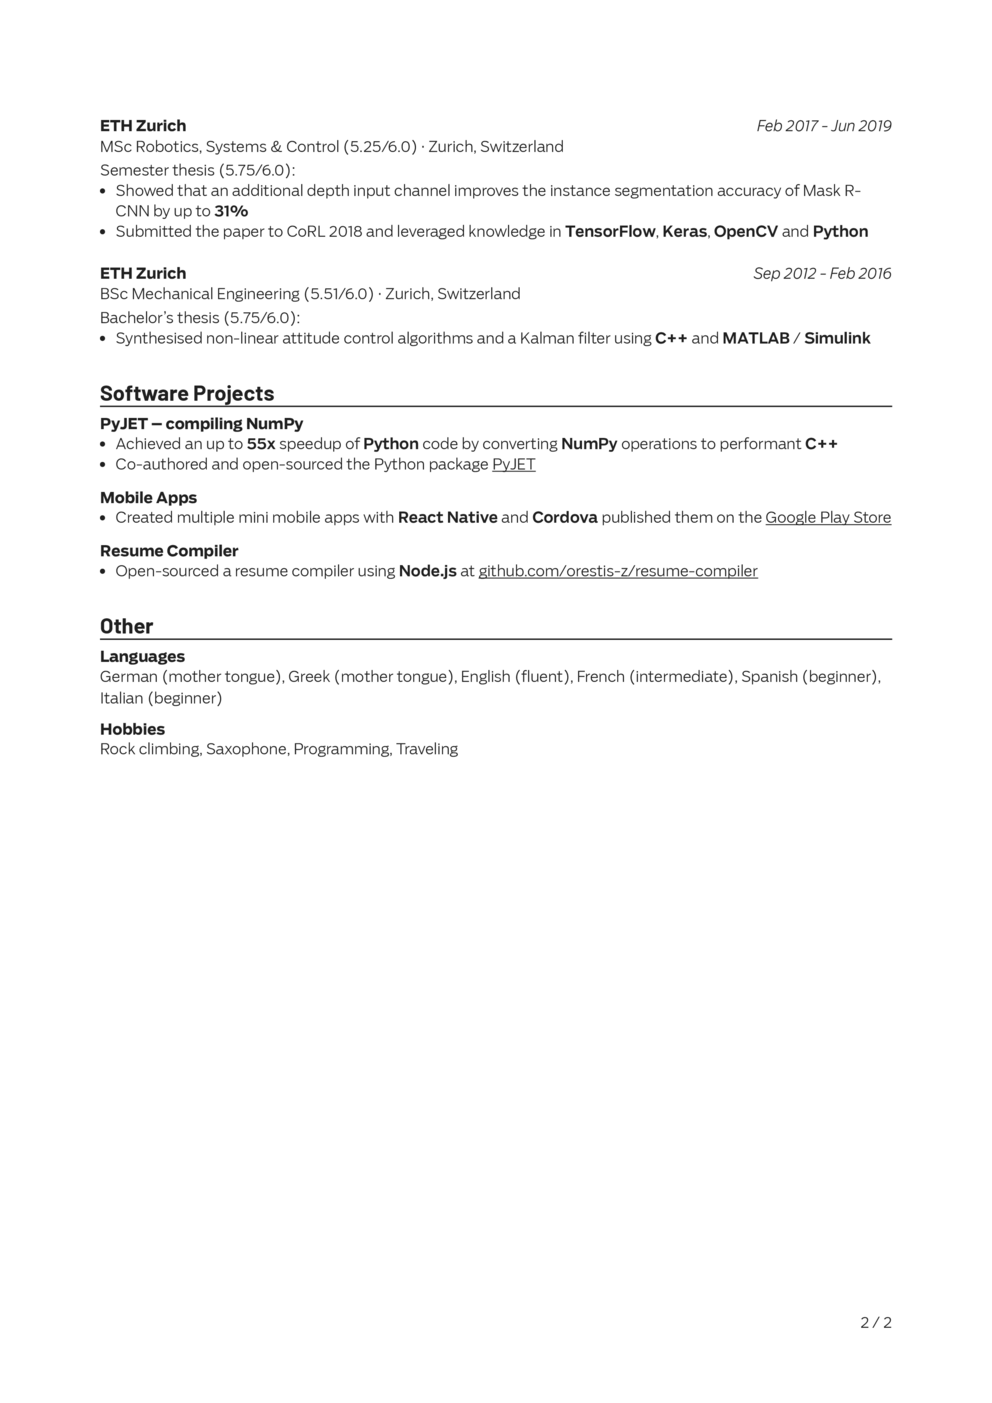 ETH Zurich Feb 2017 - Jun 2019
MSc Robotics, Systems & Control (5.25/6.0) · Zurich, Switzerland
Semester thesis (5.75/6.0):
• Showed that an additional depth input channel improves the instance segmentation accuracy of Mask R-
CNN by up to 31%
• Submitted the paper to CoRL 2018 and leveraged knowledge in TensorFlow, Keras, OpenCV and Python
ETH Zurich Sep 2012 - Feb 2016
BSc Mechanical Engineering (5.51/6.0) · Zurich, Switzerland
Bachelor's thesis (5.75/6.0):
• Synthesised non-linear attitude control algorithms and a Kalman filter using C++ and MATLAB / Simulink
Software Projects
PyJET – compiling NumPy
• Achieved an up to 55x speedup of Python code by converting NumPy operations to performant C++
• Co-authored and open-sourced the Python package PyJET
Mobile Apps
• Created multiple mini mobile apps with React Native and Cordova published them on the Google Play Store
Resume Compiler
• Open-sourced a resume compiler using Node.js at github.com/orestis-z/resume-compiler
Other
Languages
German (mother tongue), Greek (mother tongue), English (fluent), French (intermediate), Spanish (beginner),
Italian (beginner)
Hobbies
Rock climbing, Saxophone, Programming, Traveling
2 / 2